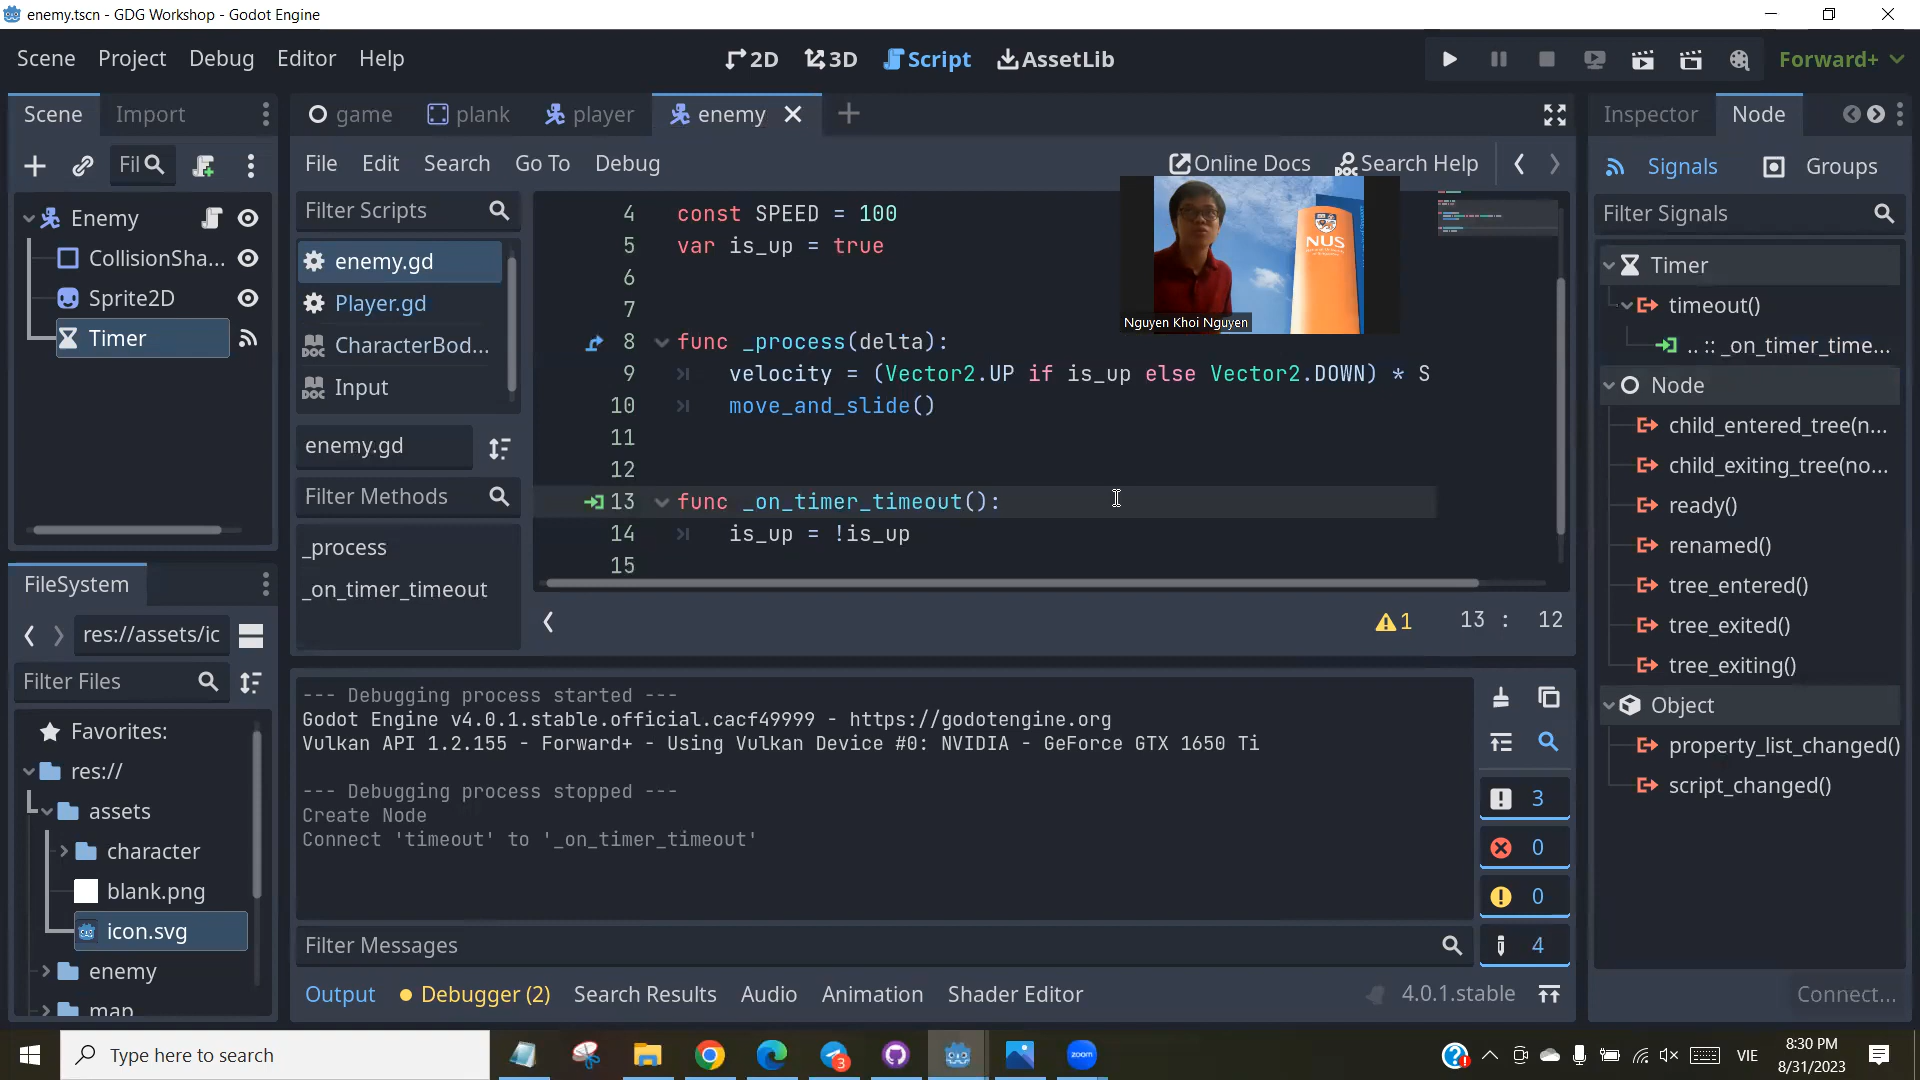 enemy.tscn - GDG Workshop - Godot Engine
Scene Project Debug Editor Help
2D 3D Script AssetLib
Forward+
Scene Import
game plank player enemy
Inspector Node
Fil
File Edit Search Go To Debug
Online Docs Search Help
Signals Groups
Filter Scripts
Filter Signals
Enemy
CollisionSha...
Sprite2D
Timer
enemy.gd
Player.gd
CharacterBod...
Input
enemy.gd
Filter Methods
_process
_on_timer_timeout
4 const SPEED = 100
5 var is_up = true
6
7
8 func _process(delta):
9 velocity = (Vector2.UP if is_up else Vector2.DOWN) * S
10 move_and_slide()
11
12
13 func _on_timer_timeout():
14 is_up = !is_up
15
NUS
Nguyen Khoi Nguyen
1 13 : 12
Timer
timeout()
.. :: _on_timer_time...
Node
child_entered_tree(n...
child_exiting_tree(no...
ready()
renamed()
tree_entered()
tree_exited()
tree_exiting()
Object
property_list_changed()
script_changed()
Connect...
FileSystem
res://assets/ic
Filter Files
Favorites:
res://
assets
character
blank.png
icon.svg
enemy
map
--- Debugging process started ---
Godot Engine v4.0.1.stable.official.cacf49999 - https://godotengine.org
Vulkan API 1.2.155 - Forward+ - Using Vulkan Device #0: NVIDIA - GeForce GTX 1650 Ti
--- Debugging process stopped ---
Create Node
Connect 'timeout' to '_on_timer_timeout'
3
0
0
4
Filter Messages
Output Debugger (2) Search Results Audio Animation Shader Editor
4.0.1.stable
Type here to search
3
zoom
VIE
8:30 PM
8/31/2023